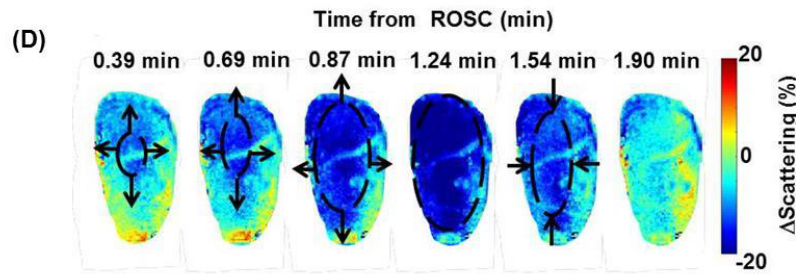 Time from ROSC (min)
(D)
0.39 min 0.69 min 0.87 min 1.24 min 1.54 min 1.90 min
20
0
-20
ΔScattering (%)